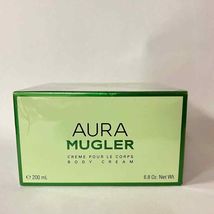 AURA
MUGLER
CRÈME POUR LE CORPS
BODY CREAM
℮ 200 mL 6.8 Oz. Net Wt.